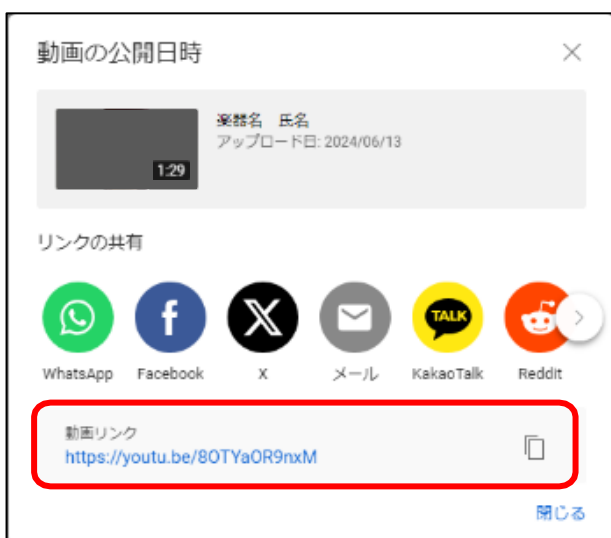 動画の公開日時
楽器名 氏名
アップロード日: 2024/06/13
1:29
リンクの共有
TALK
WhatsApp Facebook X メール KakaoTalk Reddit
動画リンク
https://youtu.be/8OTYaOR9nxM
閉じる